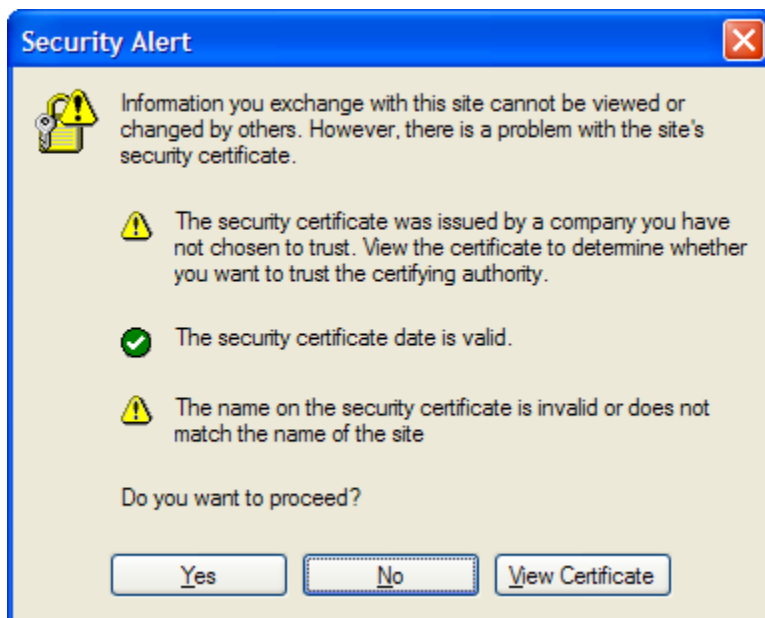 Security Alert
Information you exchange with this site cannot be viewed or
changed by others. However, there is a problem with the site's
security certificate.
The security certificate was issued by a company you have
not chosen to trust. View the certificate to determine whether
you want to trust the certifying authority.
The security certificate date is valid.
The name on the security certificate is invalid or does not
match the name of the site
Do you want to proceed?
Yes No View Certificate